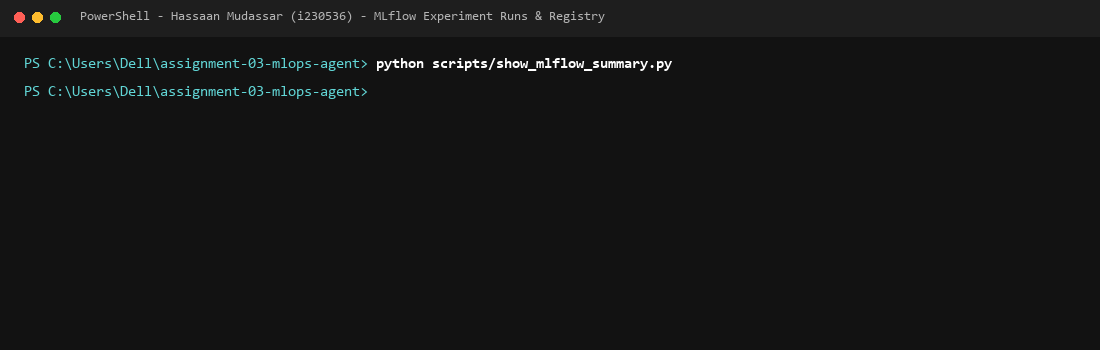 PowerShell - Hassaan Mudassar (i230536) - MLflow Experiment Runs & Registry
PS C:\Users\Dell\assignment-03-mlops-agent> python scripts/show_mlflow_summary.py
PS C:\Users\Dell\assignment-03-mlops-agent>